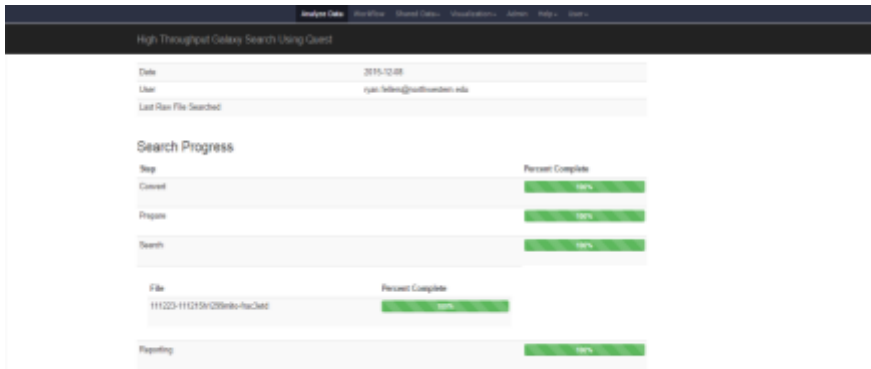 Analyze Data Workflow Shared Data Visualization Admin Help User
High Throughput Galaxy Search Using Quest
Date 2015-12-08
User
Last Raw File Searched
Search Progress
Step Percent Complete
Convert 100%
Prepare 100%
Search 100%
File Percent Complete
100%
Reporting 100%